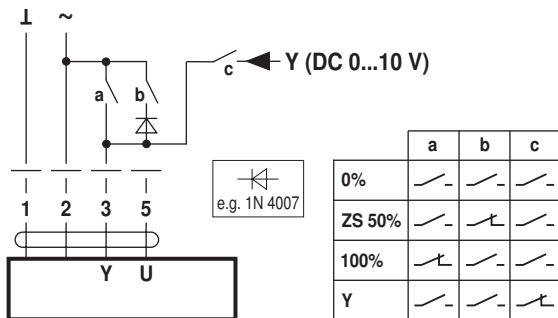 ⊥ ~
a b c Y (DC 0...10 V)
e.g. 1N 4007
1 2 3 5
Y U
a b c
0%
ZS 50%
100%
Y